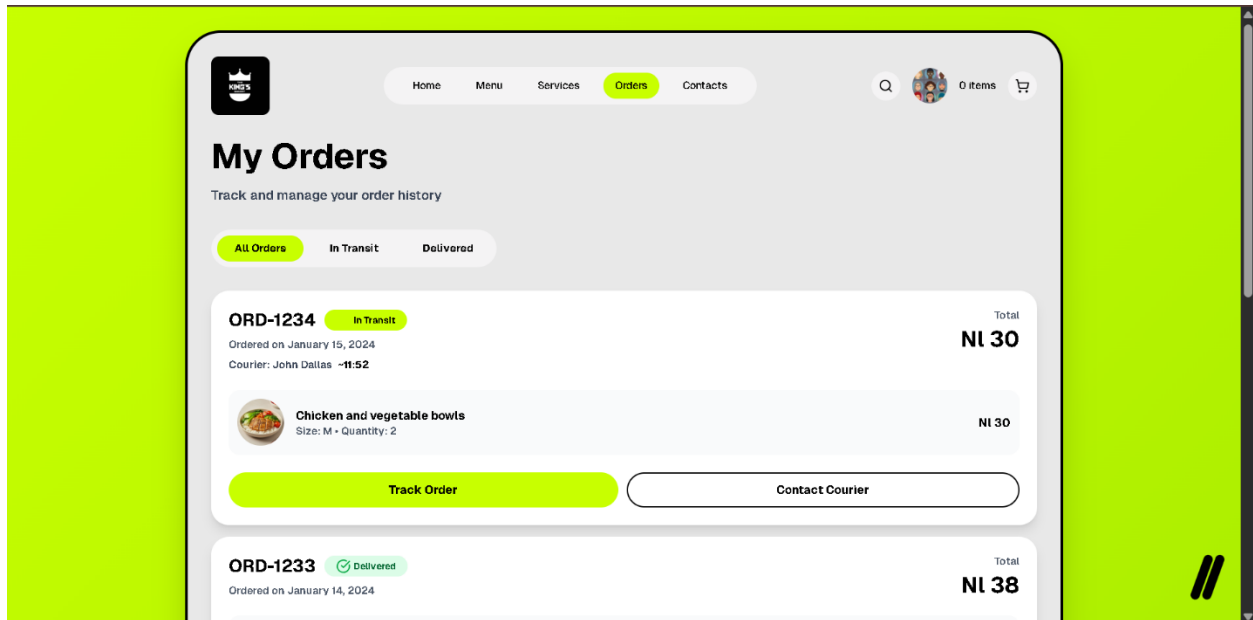 KING'S
Home Menu Services Orders Contacts
0 items
My Orders
Track and manage your order history
All Orders In Transit Delivered
ORD-1234 In Transit
Total
Nl 30
Ordered on January 15, 2024
Courier: John Dallas ~11:52
Chicken and vegetable bowls
Size: M • Quantity: 2
Nl 30
Track Order Contact Courier
ORD-1233 Delivered
Total
Nl 38
Ordered on January 14, 2024